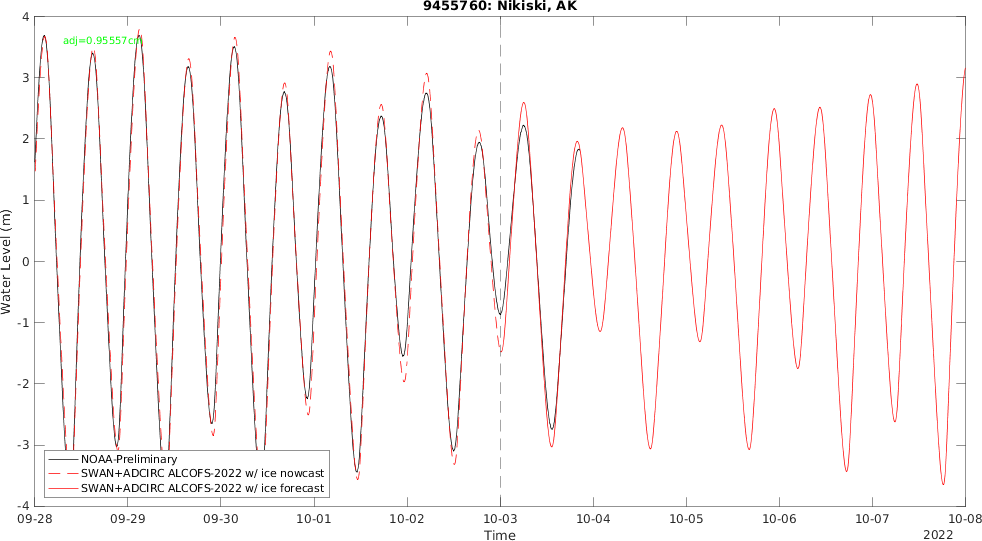 9455760: Nikiski, AK
adj=0.95557cm
Water Level (m)
4
3
2
1
0
-1
-2
-3
-4
NOAA-Preliminary
SWAN+ADCIRC ALCOFS-2022 w/ ice nowcast
SWAN+ADCIRC ALCOFS-2022 w/ ice forecast
09-28 09-29 09-30 10-01 10-02 10-03 10-04 10-05 10-06 10-07 10-08
Time
2022